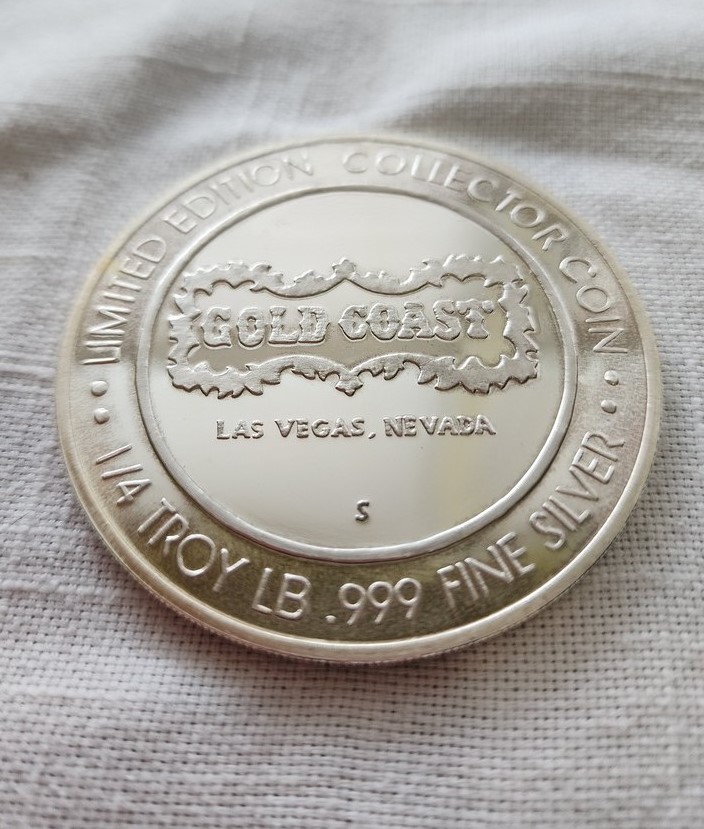 LIMITED EDITION COLLECTOR COIN
GOLD COAST
LAS VEGAS, NEVADA
S
1/4 TROY LB .999 FINE SILVER